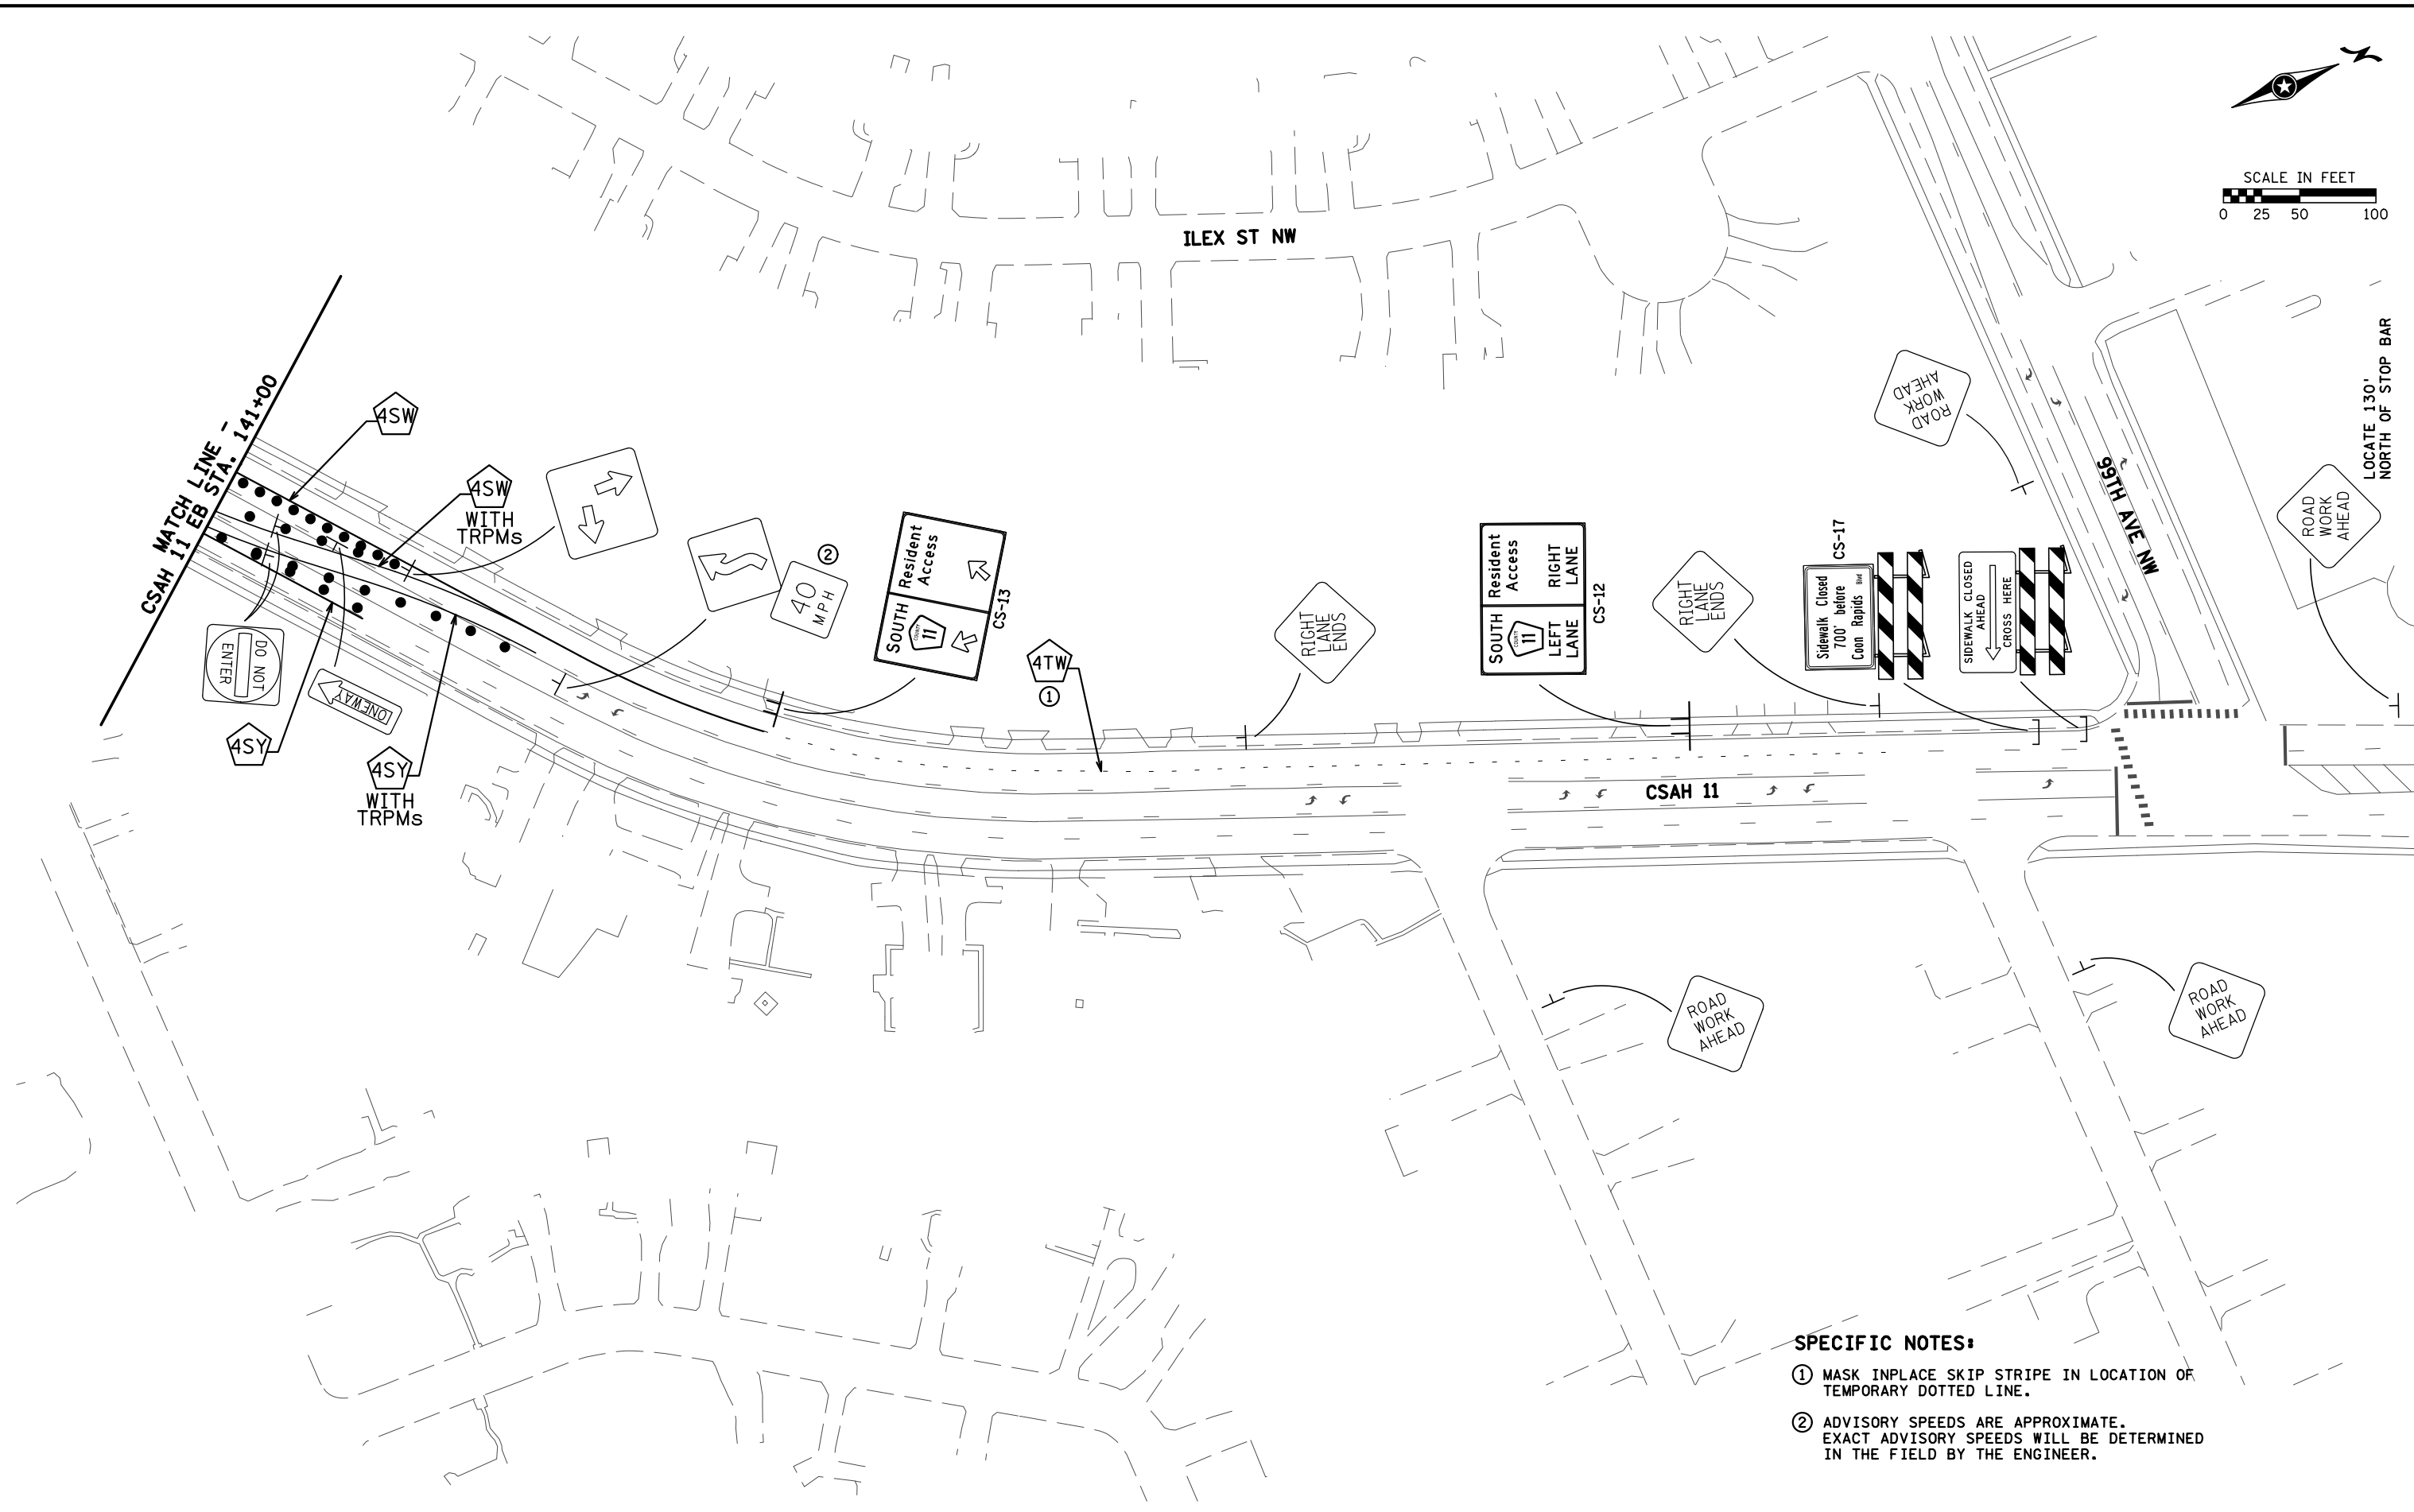 SCALE IN FEET
0 25 50 100
ILEX ST NW
MATCH LINE -
CSAH 11 EB STA. 141+00
4SW
4SW
WITH
TRPMs
DO NOT
ENTER
ONEWAY
4SY
4SY
WITH
TRPMs
2
40
MPH
SOUTH
COUNTY
11
Resident
Access
CS-13
4TW
1
RIGHT
LANE
ENDS
SOUTH
COUNTY
11
LEFT
LANE
Resident
Access
RIGHT
LANE
CS-12
RIGHT
LANE
ENDS
CS-17
Sidewalk Closed
700' before
Coon Rapids Blvd
SIDEWALK CLOSED
AHEAD
CROSS HERE
ROAD
WORK
AHEAD
99TH AVE NW
LOCATE 130'
NORTH OF STOP BAR
ROAD
WORK
AHEAD
CSAH 11
ROAD
WORK
AHEAD
ROAD
WORK
AHEAD
SPECIFIC NOTES:
1 MASK INPLACE SKIP STRIPE IN LOCATION OF
TEMPORARY DOTTED LINE.
2 ADVISORY SPEEDS ARE APPROXIMATE.
EXACT ADVISORY SPEEDS WILL BE DETERMINED
IN THE FIELD BY THE ENGINEER.